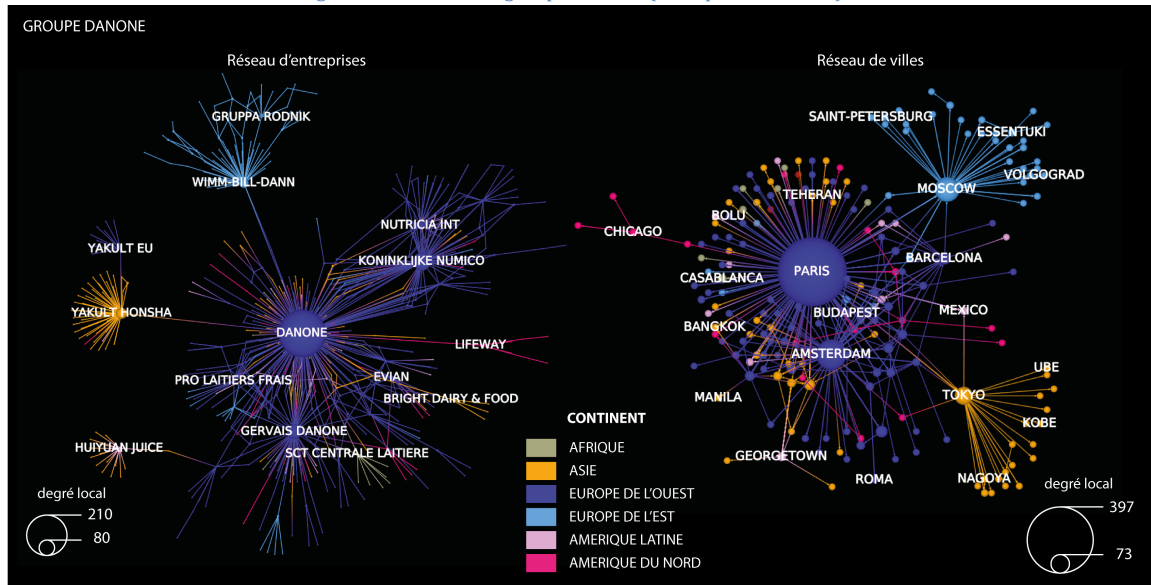 GROUPE DANONE
Réseau d'entreprises
GRUPPA RODNIK
WIMM-BILL-DANN
NUTRICIA INT
YAKULT EU
KONINKLIJKE NUMICO
YAKULT HONSHA
DANONE
LIFEWAY
PRO LAITIERS FRAIS
EVIAN
BRIGHT DAIRY & FOOD
GERVAIS DANONE
HUIYUAN JUICE
SCT CENTRALE LAITIERE
degré local
210
80
Réseau de villes
SAINT-PETERSBURG
ESSENTUKI
VOLGOGRAD
MOSCOW
TEHERAN
BOLU
CHICAGO
BARCELONA
PARIS
CASABLANCA
BUDAPEST
MEXICO
BANGKOK
AMSTERDAM
UBE
MANILA
TOKYO
KOBE
GEORGETOWN
ROMA
NAGOYA
degré local
397
73
CONTINENT
AFRIQUE
ASIE
EUROPE DE L'OUEST
EUROPE DE L'EST
AMERIQUE LATINE
AMERIQUE DU NORD